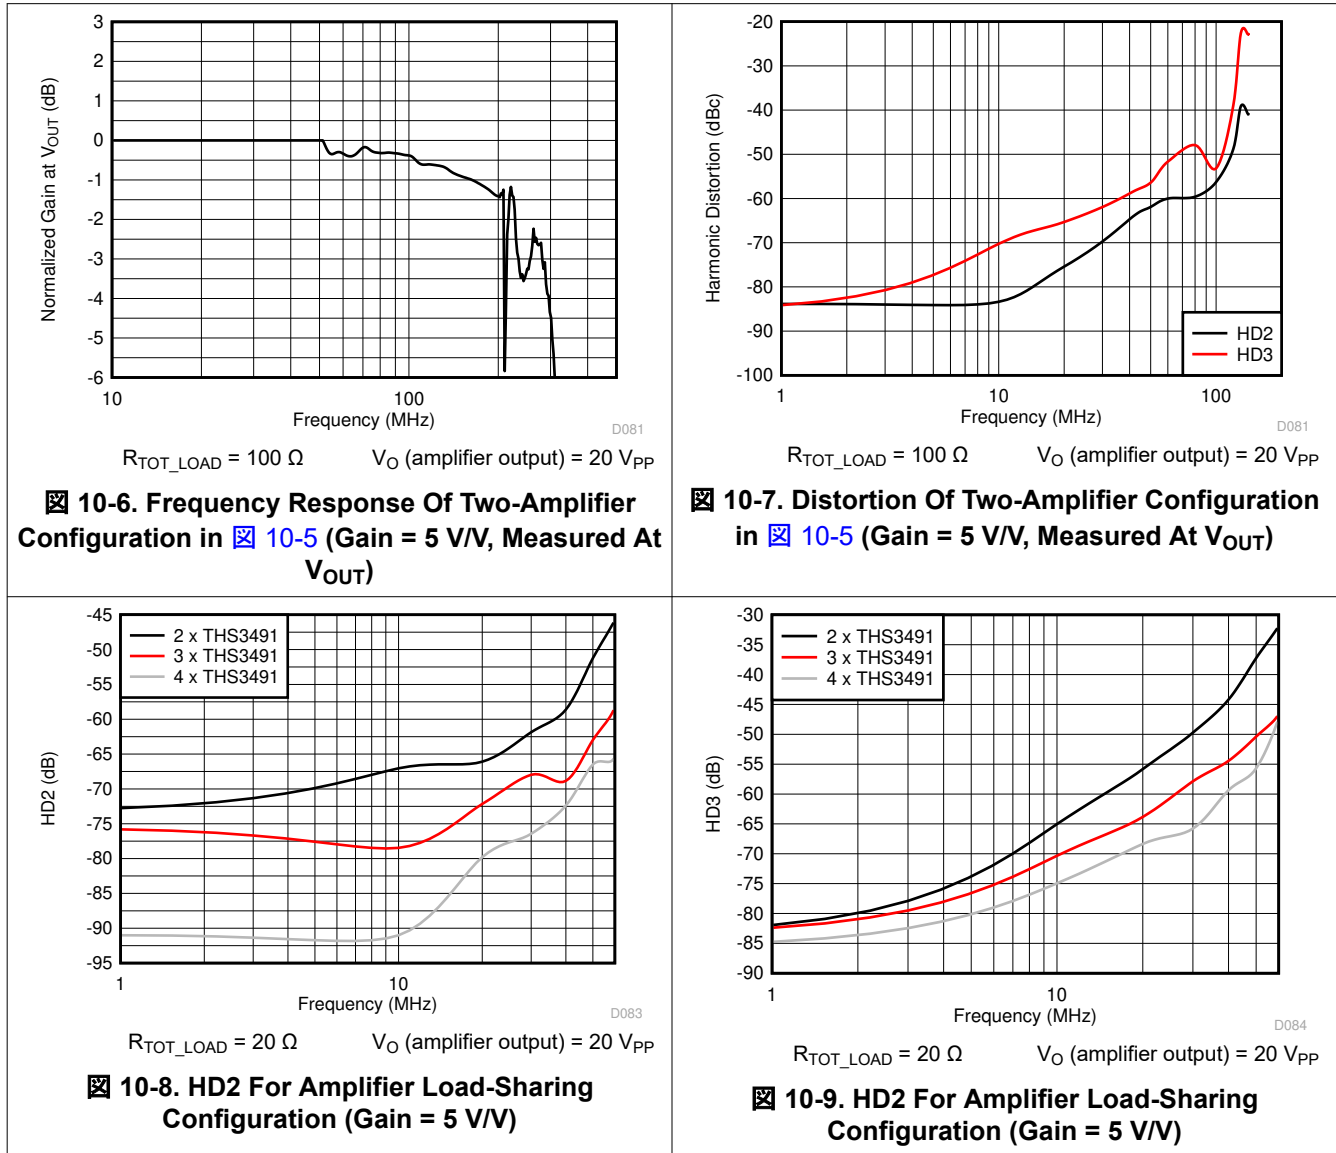 3
2
1
0
-1
-2
-3
-4
-5
-6
10
100
Normalized Gain at VOUT (dB)
Frequency (MHz)
D081
RTOT_LOAD = 100 Ω VO (amplifier output) = 20 VPP
図 10-6. Frequency Response Of Two-Amplifier
Configuration in 図 10-5 (Gain = 5 V/V, Measured At
VOUT)
-20
-30
-40
-50
-60
-70
-80
-90
-100
1
10
100
Harmonic Distortion (dBc)
HD2
HD3
Frequency (MHz)
D081
RTOT_LOAD = 100 Ω VO (amplifier output) = 20 VPP
図 10-7. Distortion Of Two-Amplifier Configuration
in 図 10-5 (Gain = 5 V/V, Measured At VOUT)
-45
-50
-55
-60
-65
-70
-75
-80
-85
-90
-95
1
10
HD2 (dB)
2 x THS3491
3 x THS3491
4 x THS3491
Frequency (MHz)
D083
RTOT_LOAD = 20 Ω VO (amplifier output) = 20 VPP
図 10-8. HD2 For Amplifier Load-Sharing
Configuration (Gain = 5 V/V)
-30
-35
-40
-45
-50
-55
-60
-65
-70
-75
-80
-85
-90
1
10
HD3 (dB)
2 x THS3491
3 x THS3491
4 x THS3491
Frequency (MHz)
D084
RTOT_LOAD = 20 Ω VO (amplifier output) = 20 VPP
図 10-9. HD2 For Amplifier Load-Sharing
Configuration (Gain = 5 V/V)